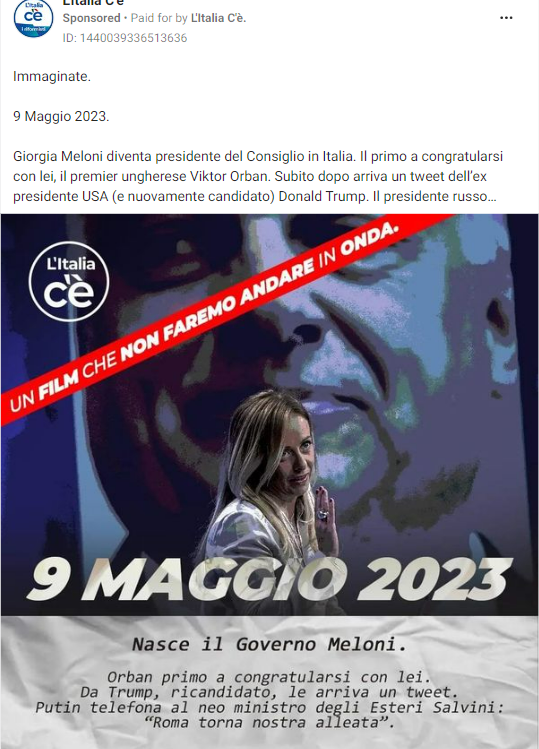 L'Italia C'è
Sponsored • Paid for by L'Italia C'è.
ID: 1440039336513636
Immaginate.
9 Maggio 2023.
Giorgia Meloni diventa presidente del Consiglio in Italia. Il primo a congratularsi
con lei, il premier ungherese Viktor Orban. Subito dopo arriva un tweet dell'ex
presidente USA (e nuovamente candidato) Donald Trump. Il presidente russo...
L'Italia
c'è
UN FILM CHE NON FAREMO ANDARE IN ONDA.
9 MAGGIO 2023
Nasce il Governo Meloni.
Orban primo a congratularsi con lei.
Da Trump, ricandidato, le arriva un tweet.
Putin telefona al neo ministro degli Esteri Salvini:
“Roma torna nostra alleata”.